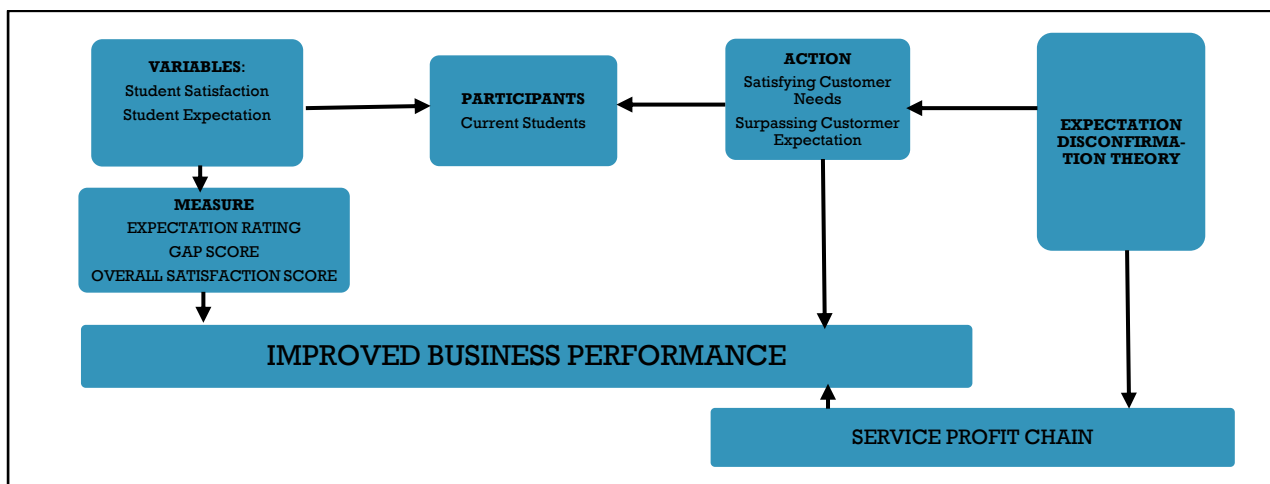 VARIABLES:
Student Satisfaction
Student Expectation
PARTICIPANTS
Current Students
ACTION
Satisfying Customer
Needs
Surpassing Custormer
Expectation
EXPECTATION
DISCONFIRMA-
TION THEORY
MEASURE
EXPECTATION RATING
GAP SCORE
OVERALL SATISFACTION SCORE
IMPROVED BUSINESS PERFORMANCE
SERVICE PROFIT CHAIN